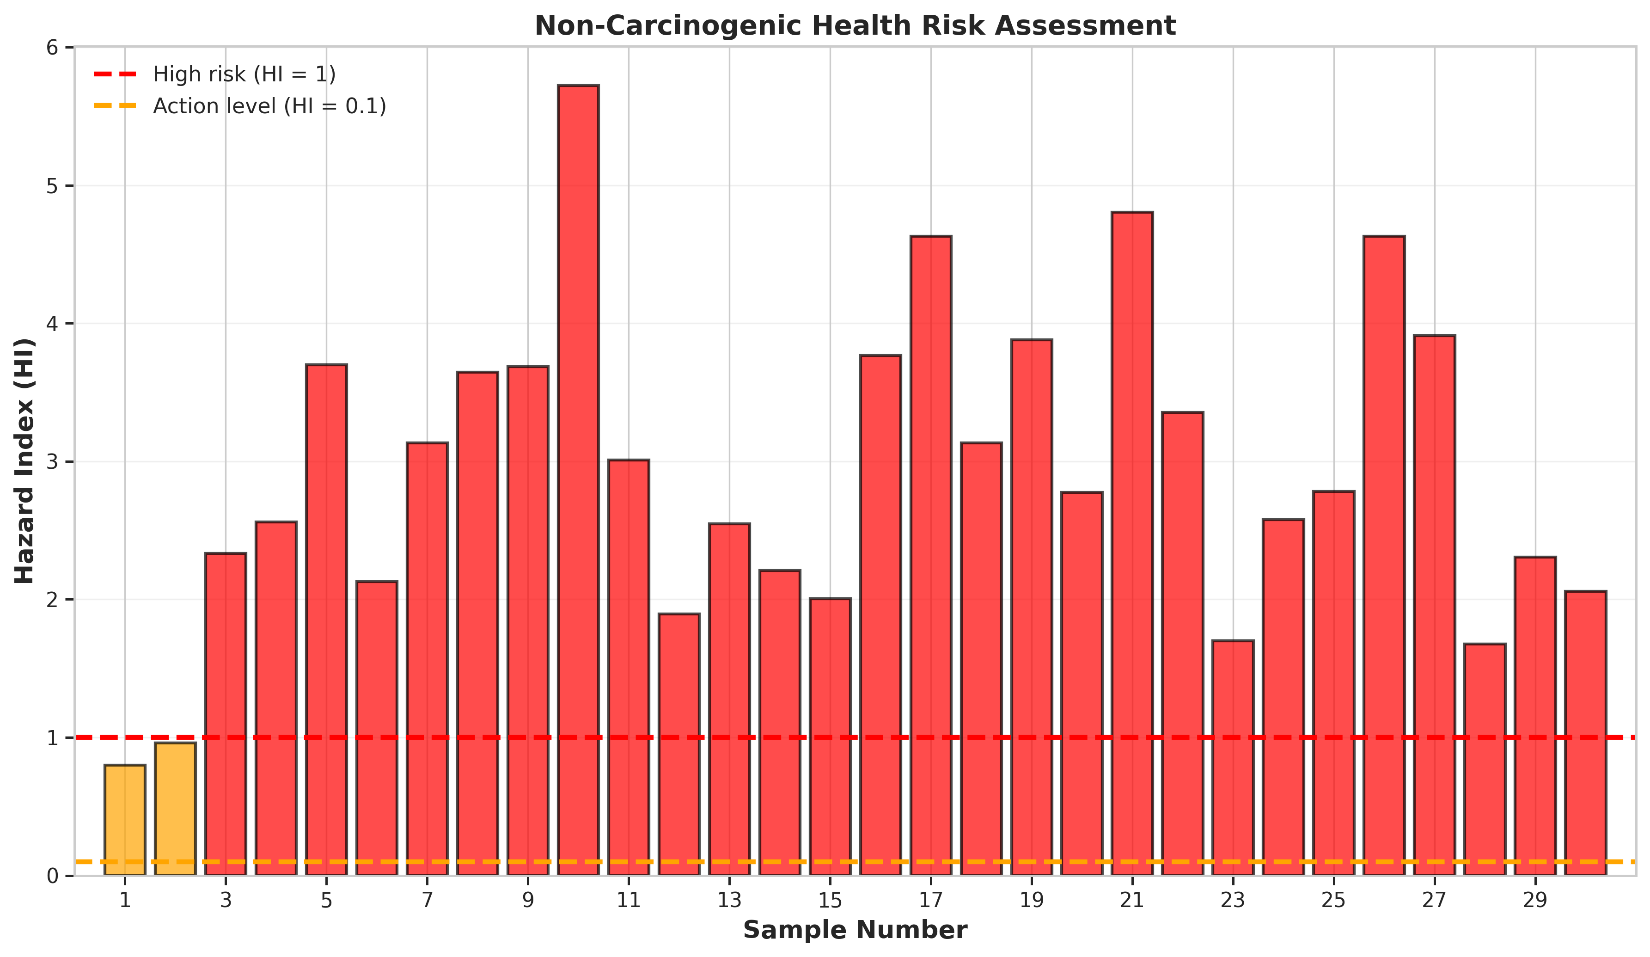 Non-Carcinogenic Health Risk Assessment
High risk (HI = 1)
Action level (HI = 0.1)
Hazard Index (HI)
6
5
4
3
2
1
0
1 3 5 7 9 11 13 15 17 19 21 23 25 27 29
Sample Number